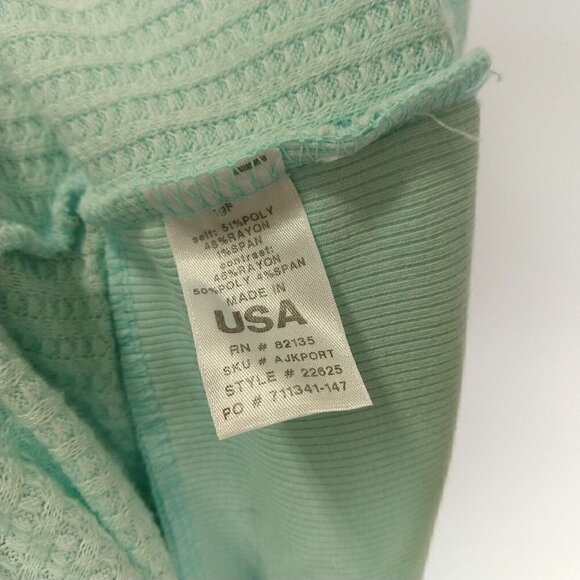 self: 51%POLY
48%RAYON
1%SPAN
contrast:
46%RAYON
50%POLY 4%SPAN
MADE IN
USA
RN # 62135
SKU # AJKPORT
STYLE # 22625
PO # 711341-147